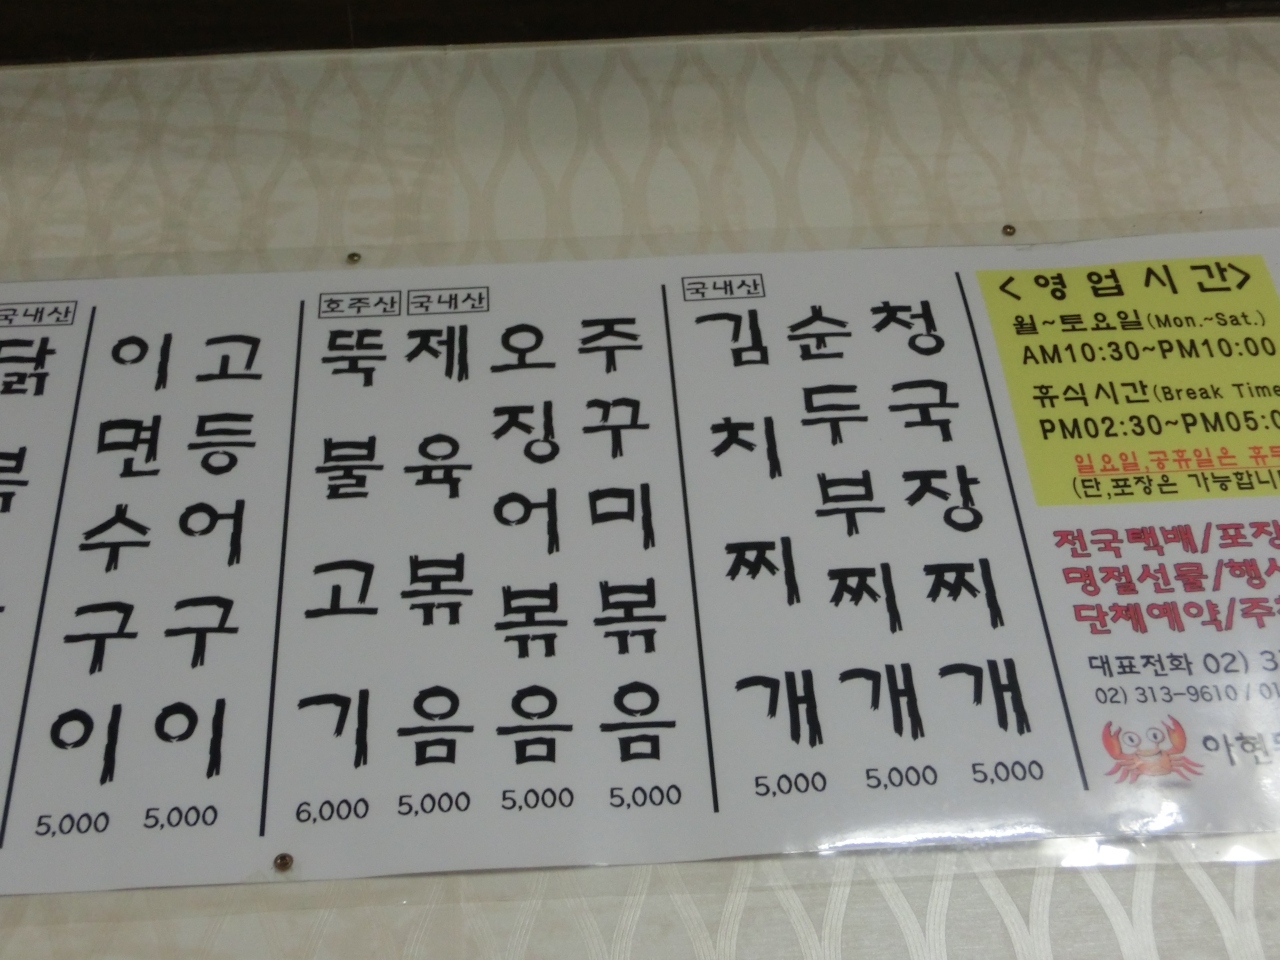 국내산
닭
이면수구이
5,000
고등어구이
5,000
호주산
뚝불고기
6,000
국내산
제육볶음
5,000
오징어볶음
5,000
주꾸미볶음
5,000
국내산
김치찌개
5,000
순두부찌개
5,000
청국장찌개
5,000
<영업시간>
월~토요일(Mon.~Sat.)
AM10:30~PM10:00
휴식시간(Break Time
PM02:30~PM05:0
일요일,공휴일은
(단,포장은 가능합니
전국택배/포장
명절선물/행사
단체예약/주
대표전화 02) 3
02) 313-9610 / 01
아현